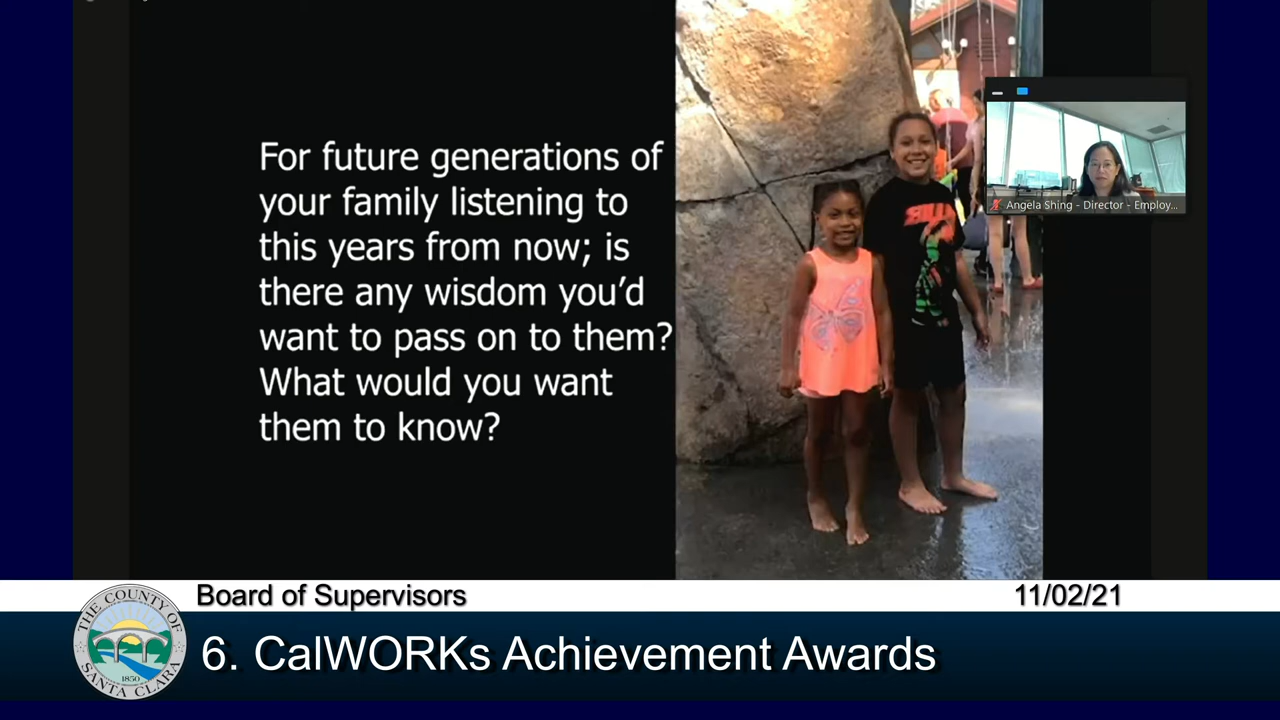 For future generations of
your family listening to
this years from now; is
there any wisdom you'd
want to pass on to them?
What would you want
them to know?
Angela Shing - Director - Employ...
Board of Supervisors
11/02/21
THE COUNTY OF
SANTA CLARA
1850
6. CalWORKs Achievement Awards